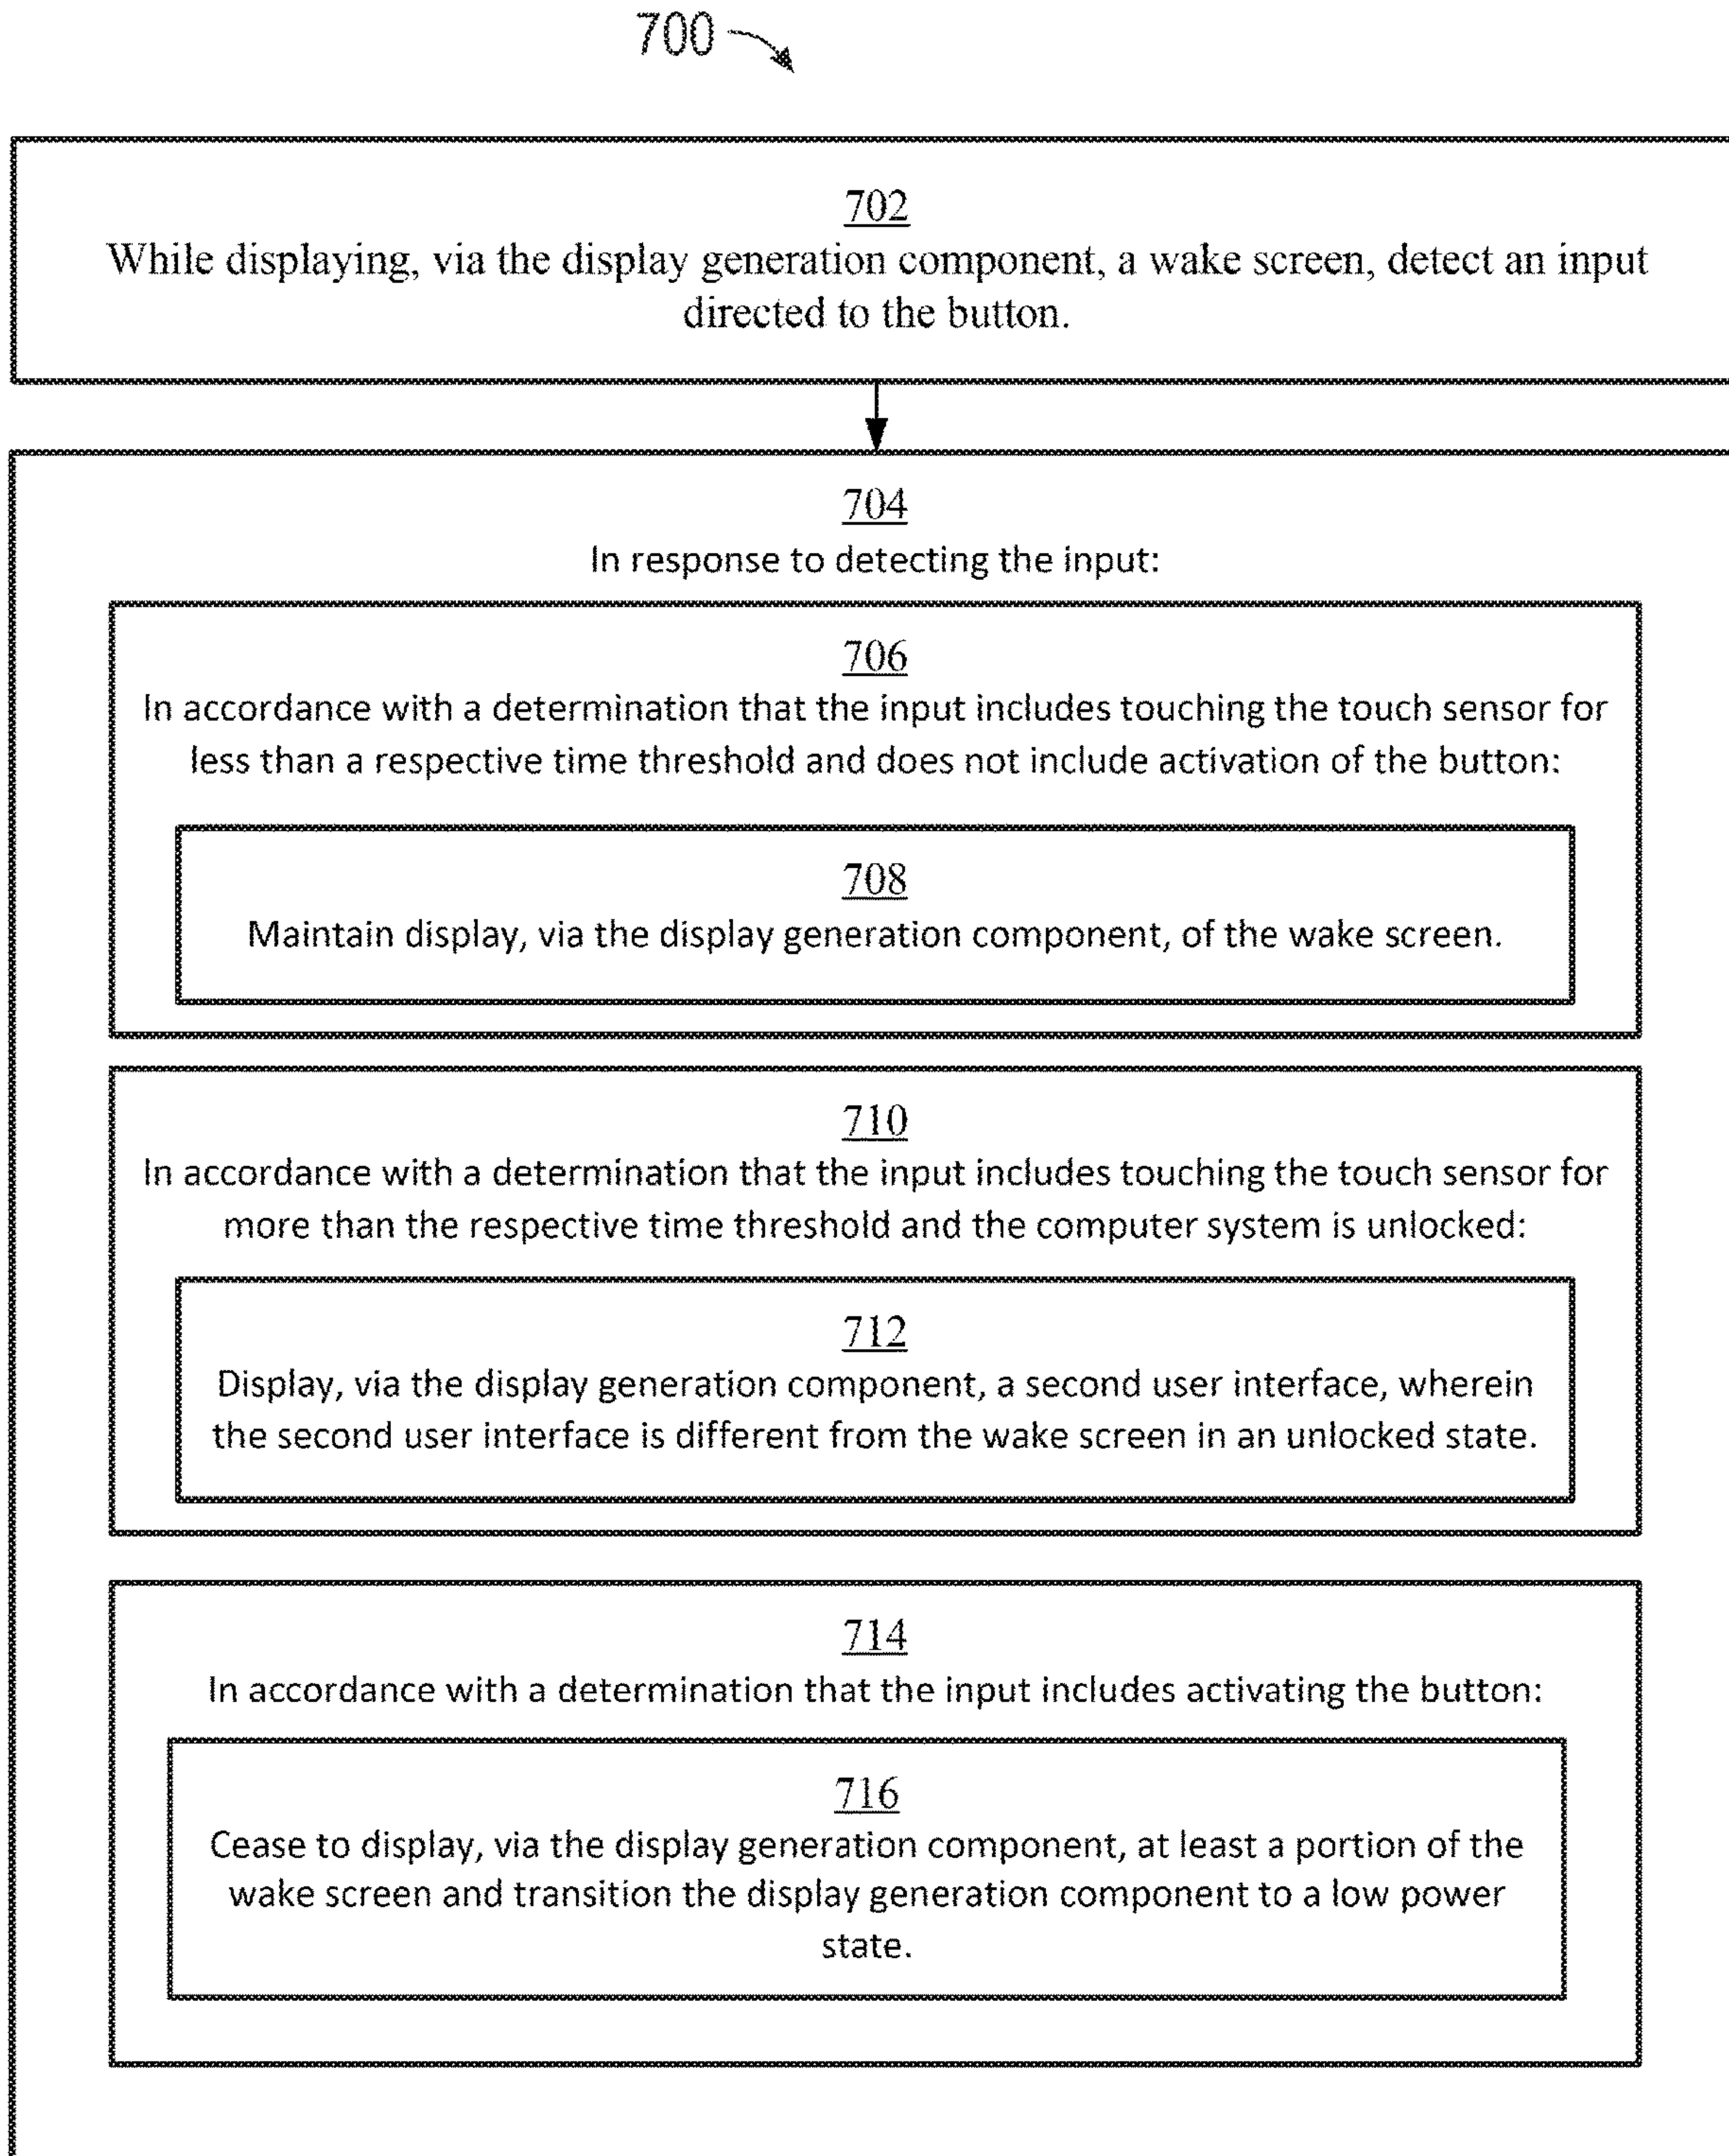 700
702
While displaying, via the display generation component, a wake screen, detect an input
directed to the button.
704
In response to detecting the input:
706
In accordance with a determination that the input includes touching the touch sensor for
less than a respective time threshold and does not include activation of the button:
708
Maintain display, via the display generation component, of the wake screen.
710
In accordance with a determination that the input includes touching the touch sensor for
more than the respective time threshold and the computer system is unlocked:
712
Display, via the display generation component, a second user interface, wherein
the second user interface is different from the wake screen in an unlocked state.
714
In accordance with a determination that the input includes activating the button:
716
Cease to display, via the display generation component, at least a portion of the
wake screen and transition the display generation component to a low power
state.